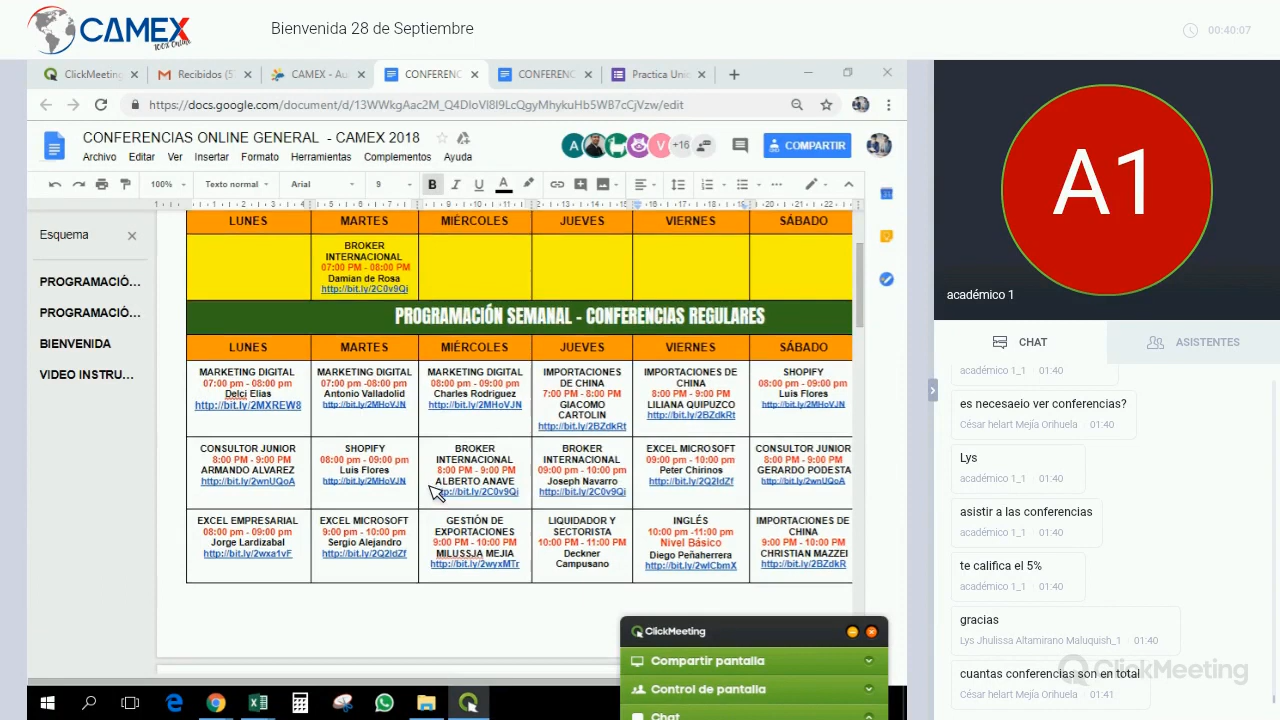 CAMEX
100% Online
Bienvenida 28 de Septiembre
00:40:07
ClickMeeting
Recibidos (5
CAMEX - Au
CONFERENC
CONFERENC
Practica Uni
https://docs.google.com/document/d/13WWkgAac2M_Q4DIoVI8I9LcQgyMhykuHb5WB7cCjVzw/edit
CONFERENCIAS ONLINE GENERAL - CAMEX 2018
Archivo Editar Ver Insertar Formato Herramientas Complementos Ayuda
A V +16
COMPARTIR
100% Texto normal Arial 9 B I U A
Esquema
PROGRAMACIÓ...
PROGRAMACIÓ...
BIENVENIDA
VIDEO INSTRU...
LUNES MARTES MIÉRCOLES JUEVES VIERNES SÁBADO
BROKER
INTERNACIONAL
07:00 PM - 08:00 PM
Damian de Rosa
http://bit.ly/2C0v9Qi
PROGRAMACIÓN SEMANAL - CONFERENCIAS REGULARES
LUNES MARTES MIÉRCOLES JUEVES VIERNES SÁBADO
MARKETING DIGITAL
07:00 pm - 08:00 pm
Delci Elias
http://bit.ly/2MXREW8
MARKETING DIGITAL
07:00 pm -08:00 pm
Antonio Valladolid
http://bit.ly/2MHoVJN
MARKETING DIGITAL
08:00 pm - 09:00 pm
Charles Rodriguez
http://bit.ly/2MHoVJN
IMPORTACIONES
DE CHINA
7:00 PM - 8:00 PM
GIACOMO
CARTOLIN
http://bit.ly/2BZdkRt
IMPORTACIONES DE
CHINA
8:00 PM - 9:00 PM
LILIANA QUIPUZCO
http://bit.ly/2BZdkRt
SHOPIFY
08:00 pm – 09:00 pm
Luis Flores
http://bit.ly/2MHoVJN
CONSULTOR JUNIOR
8:00 PM - 9:00 PM
ARMANDO ALVAREZ
http://bit.ly/2wnUQoA
SHOPIFY
08:00 pm – 09:00 pm
Luis Flores
http://bit.ly/2MHoVJN
BROKER
INTERNACIONAL
8:00 PM - 9:00 PM
ALBERTO ANAVE
p://bit.ly/2C0v9Qi
BROKER
INTERNACIONAL
09:00 pm - 10:00 pm
Joseph Navarro
http://bit.ly/2C0v9Qi
EXCEL MICROSOFT
09:00 pm - 10:00 pm
Peter Chirinos
http://bit.ly/2Q2IdZf
CONSULTOR JUNIOR
8:00 PM - 9:00 PM
GERARDO PODESTA
http://bit.ly/2wnUQoA
EXCEL EMPRESARIAL
08:00 pm - 09:00 pm
Jorge Lardizabal
http://bit.ly/2wxa1vF
EXCEL MICROSOFT
9:00 pm - 10:00 pm
Sergio Alejandro
http://bit.ly/2Q2IdZf
GESTIÓN DE
EXPORTACIONES
9:00 PM - 10:00 PM
MILUSSJA MEJIA
http://bit.ly/2wyxMTr
LIQUIDADOR Y
SECTORISTA
10:00 PM - 11:00 PM
Deckner
Campusano
INGLÉS
10:00 pm -11:00 pm
Nivel Básico
Diego Peñaherrera
http://bit.ly/2wICbmX
IMPORTACIONES DE
CHINA
9:00 PM - 10:00 PM
CHRISTIAN MAZZEI
http://bit.ly/2BZdkR
ClickMeeting
Compartir pantalla
Control de pantalla
Chat
A1
académico 1
CHAT ASISTENTES
académico 1_1 01:40
es necesaeio ver conferencias?
César helart Mejía Orihuela 01:40
Lys
académico 1_1 01:40
asistir a las conferencias
académico 1_1 01:40
te califica el 5%
académico 1_1 01:40
gracias
Lys Jhulissa Altamirano Maluquish_1 01:40
cuantas conferencias son en total
César helart Mejía Orihuela 01:41
ClickMeeting